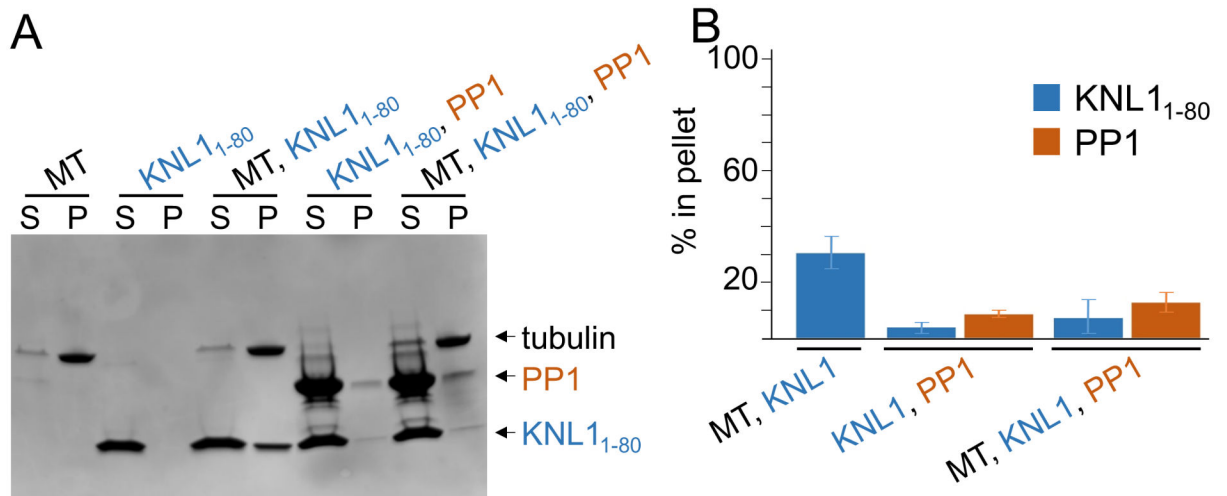 A
MT
KNL1₁₋₈₀
MT, KNL1₁₋₈₀
KNL1₁₋₈₀, PP1
MT, KNL1₁₋₈₀, PP1
S P S P S P S P S P
tubulin
PP1
KNL1₁₋₈₀
B
% in pellet
100
60
20
KNL1₁₋₈₀
PP1
MT, KNL1
KNL1, PP1
MT, KNL1, PP1